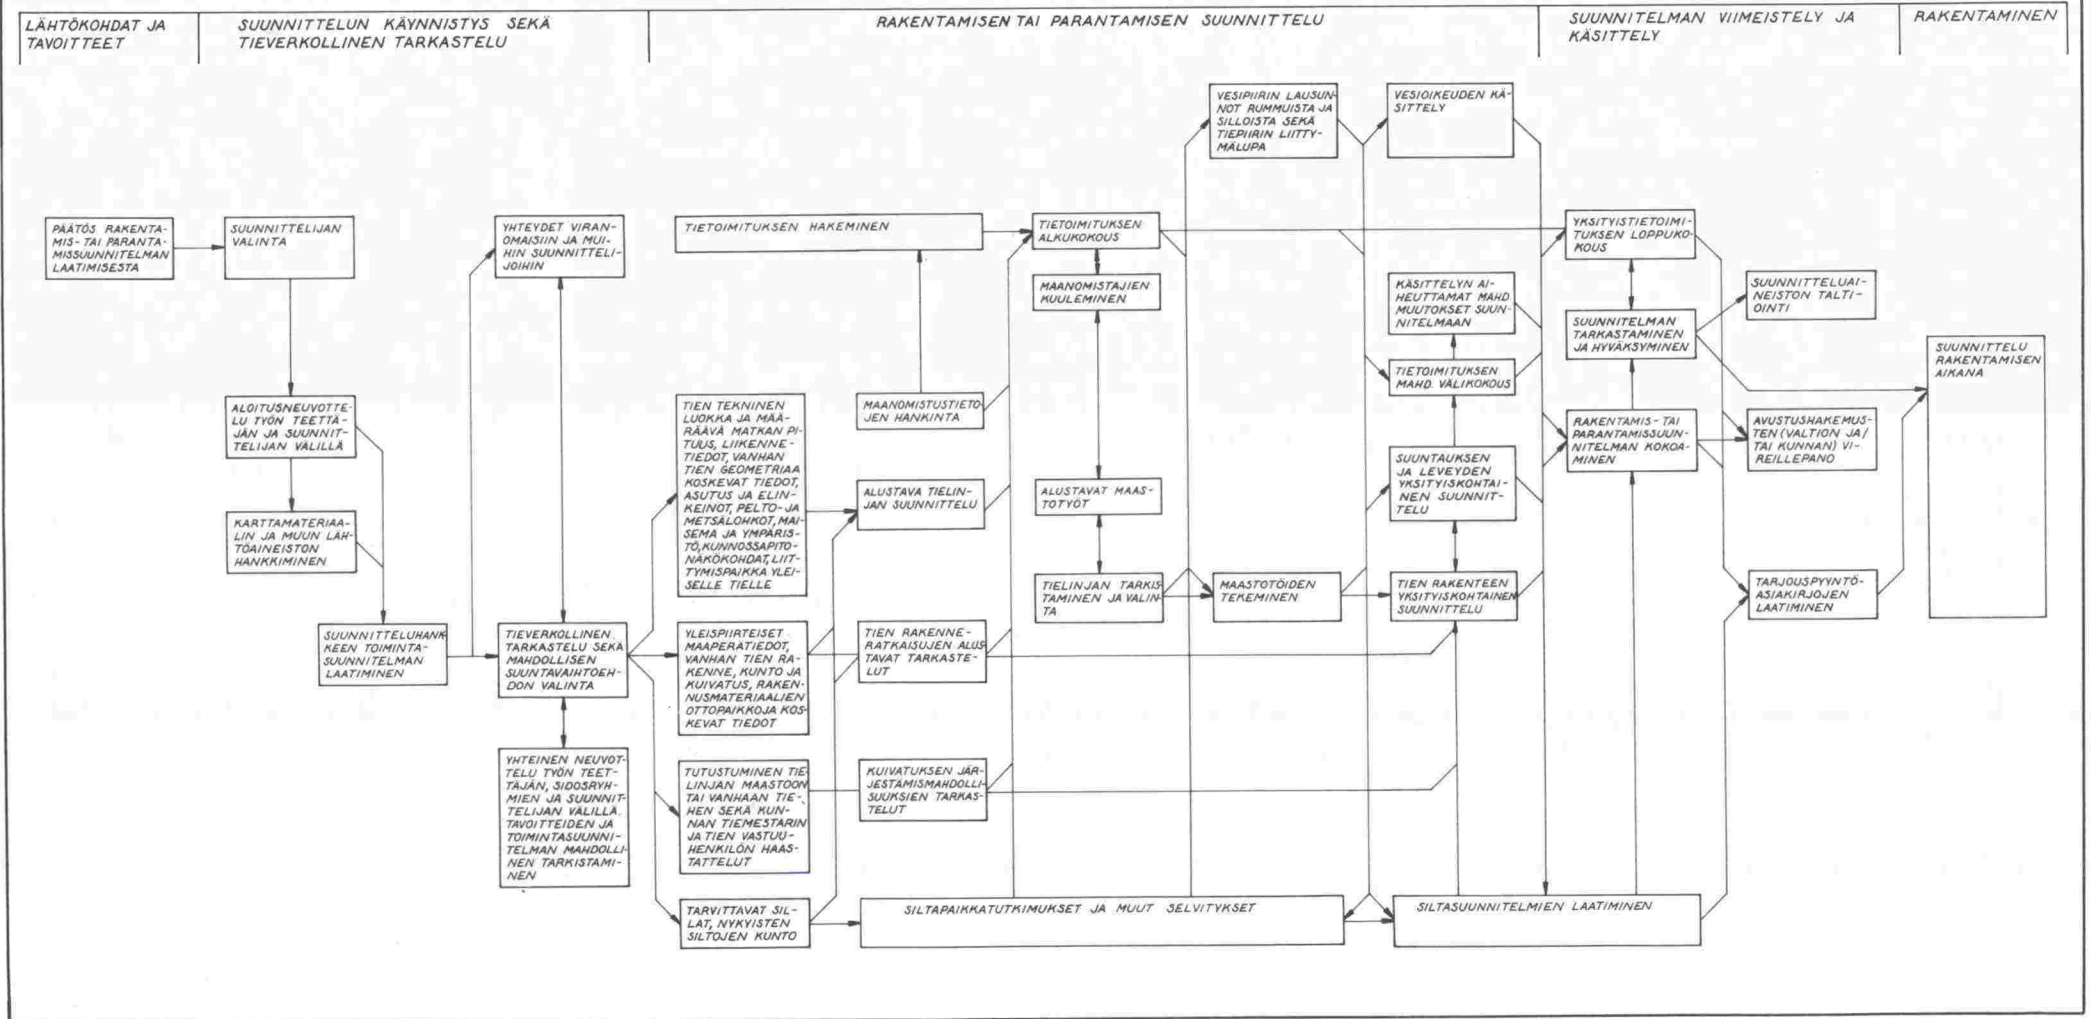 LÄHTÖKOHDAT JA
TAVOITTEET
SUUNNITTELUN KÄYNNISTYS SEKÄ
TIEVERKOLLINEN TARKASTELU
RAKENTAMISEN TAI PARANTAMISEN SUUNNITTELU
SUUNNITELMAN VIIMEISTELY JA
KÄSITTELY
RAKENTAMINEN
PÄÄTÖS RAKENTA-
MIS- TAI PARANTA-
MISSUUNNITELMAN
LAATIMISESTA
SUUNNITTELIJAN
VALINTA
ALOITUSNEUVOTTE-
LU TYÖN TEETTÄ-
JÄN JA SUUNNIT-
TELIJAN VÄLILLÄ
KARTTAMATERIAA-
LIN JA MUUN LÄH-
TÖAINEISTON
HANKKIMINEN
SUUNNITTELUHANK
KEEN TOIMINTA-
SUUNNITELMAN
LAATIMINEN
YHTEYDET VIRAN-
OMAISIIN JA MUI-
HIN SUUNNITTELI-
JOIHIN
TIEVERKOLLINEN
TARKASTELU SEKÄ
MAHDOLLISEN
SUUNTAVAIHTOEH-
DON VALINTA
YHTEINEN NEUVOT-
TELU TYÖN TEET-
TÄJÄN, SIDOSRYH-
MIEN JA SUUNNIT-
TELIJAN VÄLILLÄ.
TAVOITTEIDEN JA
TOIMINTASUUNNI-
TELMAN MAHDOLLI-
NEN TARKISTAMI-
NEN
TIETOIMITUKSEN HAKEMINEN
TIEN TEKNINEN
LUOKKA JA MÄÄ-
RÄÄVÄ MATKAN PI-
TUUS, LIIKENNE-
TIEDOT, VANHAN
TIEN GEOMETRIAA
KOSKEVAT TIEDOT,
ASUTUS JA ELIN-
KEINOT, PELTO- JA
METSÄLOHKOT, MAI-
SEMA JA YMPÄRIS-
TÖ, KUNNOSSAPITO-
NÄKÖKOHDAT, LIIT-
TYMISPAIKKA YLEI-
SELLE TIELLE
YLEISPIIRTEISET
MAAPERÄTIEDOT,
VANHAN TIEN RA-
KENNE, KUNTO JA
KUIVATUS, RAKEN-
NUSMATERIAALIEN
OTTOPAIKKOJA KOS-
KEVAT TIEDOT
TUTUSTUMINEN TIE-
LINJAN MAASTOON
TAI VANHAAN TIE-
HEN SEKÄ KUN-
NAN TIEMESTARIN
JA TIEN VASTUU-
HENKILÖN HAAS-
TATTELUT
TARVITTAVAT SIL-
LAT, NYKYISTEN
SILTOJEN KUNTO
MAANOMISTUSTIETO-
JEN HANKINTA
ALUSTAVA TIELIN-
JAN SUUNNITTELU
TIEN RAKENNE-
RATKAISUJEN ALUS
TAVAT TARKASTE-
LUT
KUIVATUKSEN JÄR-
JESTÄMISMAHDOLLI-
SUUKSIEN TARKAS-
TELUT
SILTAPAIKKATUTKIMUKSET JA MUUT SELVITYKSET
TIETOIMITUKSEN
ALKUKOKOUS
MAANOMISTAJIEN
KUULEMINEN
ALUSTAVAT MAAS-
TOTYÖT
TIELINJAN TARKIS
TAMINEN JA VALIN-
TA
VESIPIIRIN LAUSUN-
NOT RUMMUISTA JA
SILLOISTA SEKÄ
TIEPIIRIN LIITTY-
MÄLUPA
MAASTOTÖIDEN
TEKEMINEN
VESIOIKEUDEN KÄ-
SITTELY
KÄSITTELYN AI-
HEUTTAMAT MAHD
MUUTOKSET SUUN-
NITELMAAN
TIETOIMITUKSEN
MAHD. VÄLIKOKOUS
SUUNTAUKSEN
JA LEVEYDEN
YKSITYISKOHTAI-
NEN SUUNNIT-
TELU
TIEN RAKENTEEN
YKSITYISKOHTAINEN
SUUNNITTELU
SILTASUUNNITELMIEN LAATIMINEN
YKSITYISTIETOIMI-
TUKSEN LOPPUKO-
KOUS
SUUNNITELMAN
TARKASTAMINEN
JA HYVÄKSYMINEN
RAKENTAMIS- TAI
PARANTAMISSUUN-
NITELMAN KOKOA-
MINEN
SUUNNITTELUAI-
NEISTON TALTI-
OINTI
AVUSTUSHAKEMUS-
TEN (VALTION JA/
TAI KUNNAN) VI-
REILLEPANO
TARJOUSPYYNTÖ-
ASIAKIRJOJEN
LAATIMINEN
SUUNNITTELU
RAKENTAMISEN
AIKANA